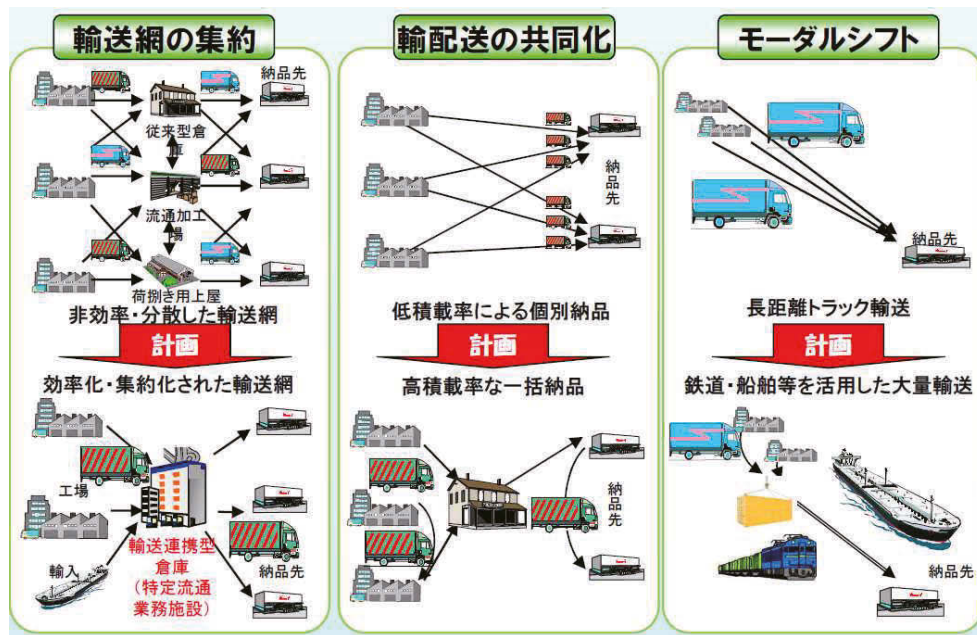 輸送網の集約
納品先
従来型倉
庫
流通加工
場
荷捌き用上屋
非効率・分散した輸送網
計画
効率化・集約化された輸送網
工場
輸入
輸送連携型
倉庫
(特定流通
業務施設)
納品先
輸配送の共同化
納品先
低積載率による個別納品
計画
高積載率な一括納品
納品先
モーダルシフト
納品先
長距離トラック輸送
計画
鉄道・船舶等を活用した大量輸送
納品先